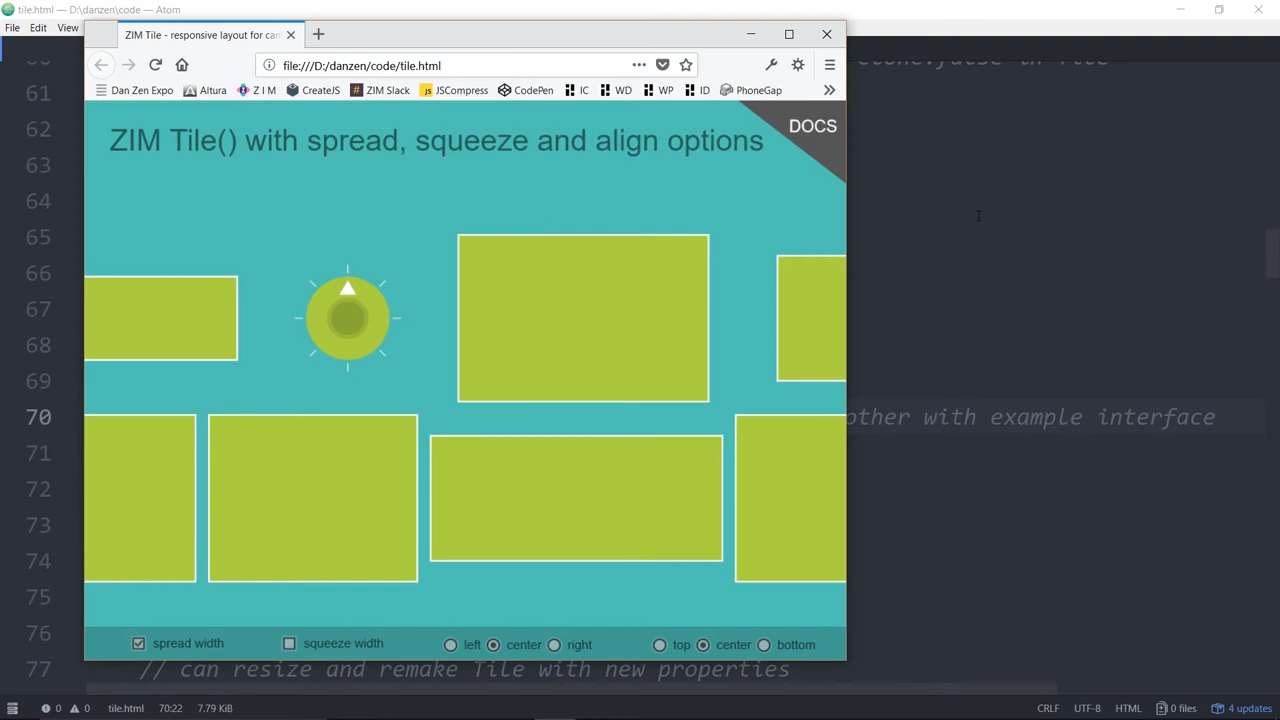 tile.html — D:\danzen\code — Atom
File Edit View
ZIM Tile - responsive layout for can
file:///D:/danzen/code/tile.html
Dan Zen Expo Altura Z I M CreateJS ZIM Slack JSCompress CodePen IC WD WP ID PhoneGap
DOCS
ZIM Tile() with spread, squeeze and align options
61
62
63
64
65
66
67
68
69
70 other with example interface
71
72
73
74
75
76
spread width squeeze width left center right top center bottom
77 // can resize and remake Tile with new properties
0 0 tile.html 70:22 7.79 KiB CRLF UTF-8 HTML 0 files 4 updates